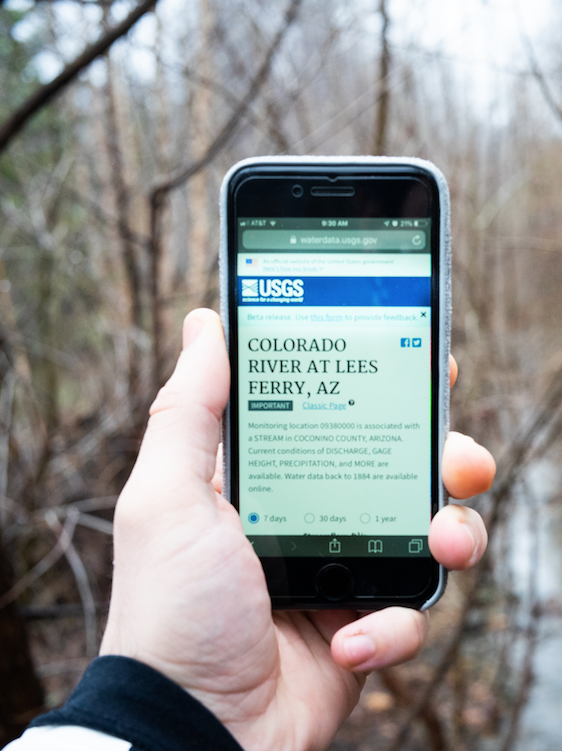 AT&T 9:30 AM 21%
waterdata.usgs.gov
An official website of the United States government
USGS
science for a changing world
Beta release. Use this form to provide feedback. ×
COLORADO
RIVER AT LEES
FERRY, AZ
IMPORTANT Classic Page ?
Monitoring location 09380000 is associated with
a STREAM in COCONINO COUNTY, ARIZONA.
Current conditions of DISCHARGE, GAGE
HEIGHT, PRECIPITATION, and MORE are
available. Water data back to 1884 are available
online.
7 days 30 days 1 year